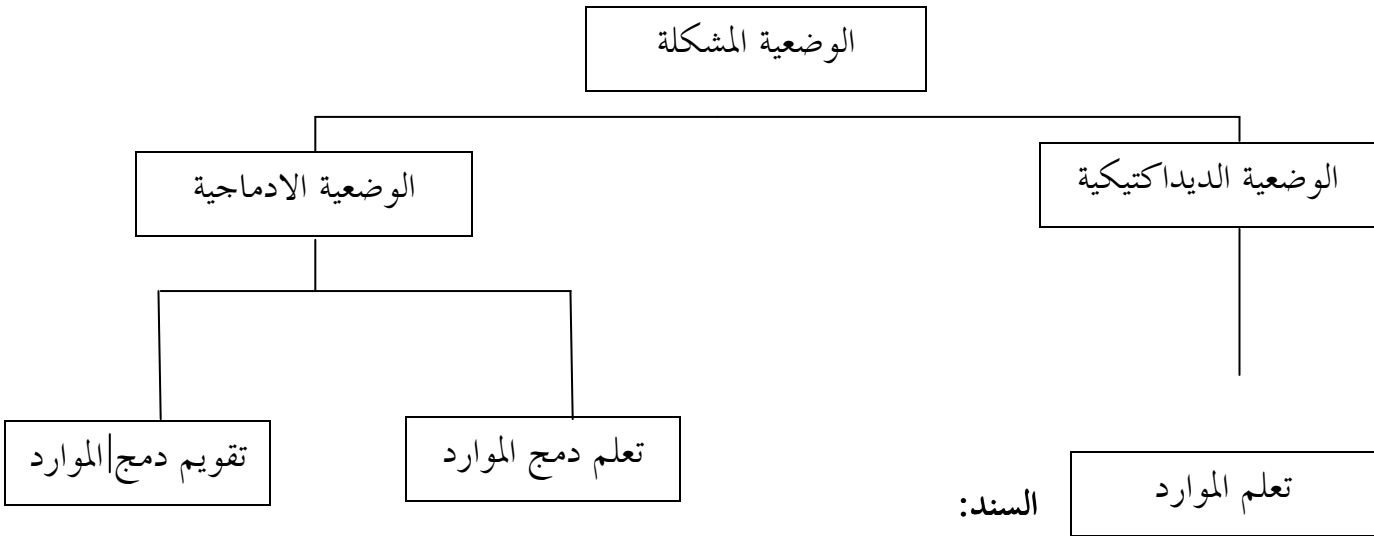 الوضعية المشكلة
الوضعية الديداكتيكية
الوضعية الادماجية
تعلم الموارد
السند:
تعلم دمج الموارد
تقويم دمج الموارد